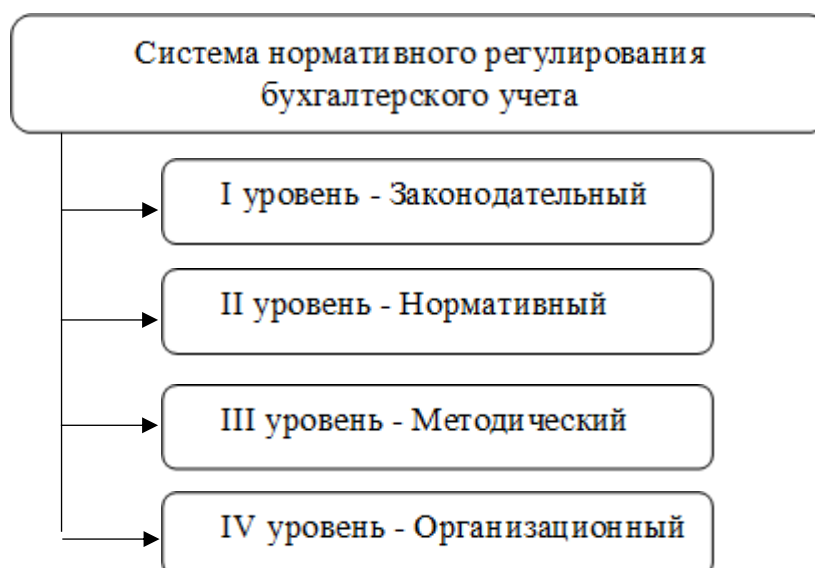 Система нормативного регулирования
бухгалтерского учета
I уровень - Законодательный
II уровень - Нормативный
III уровень - Методический
IV уровень - Организационный